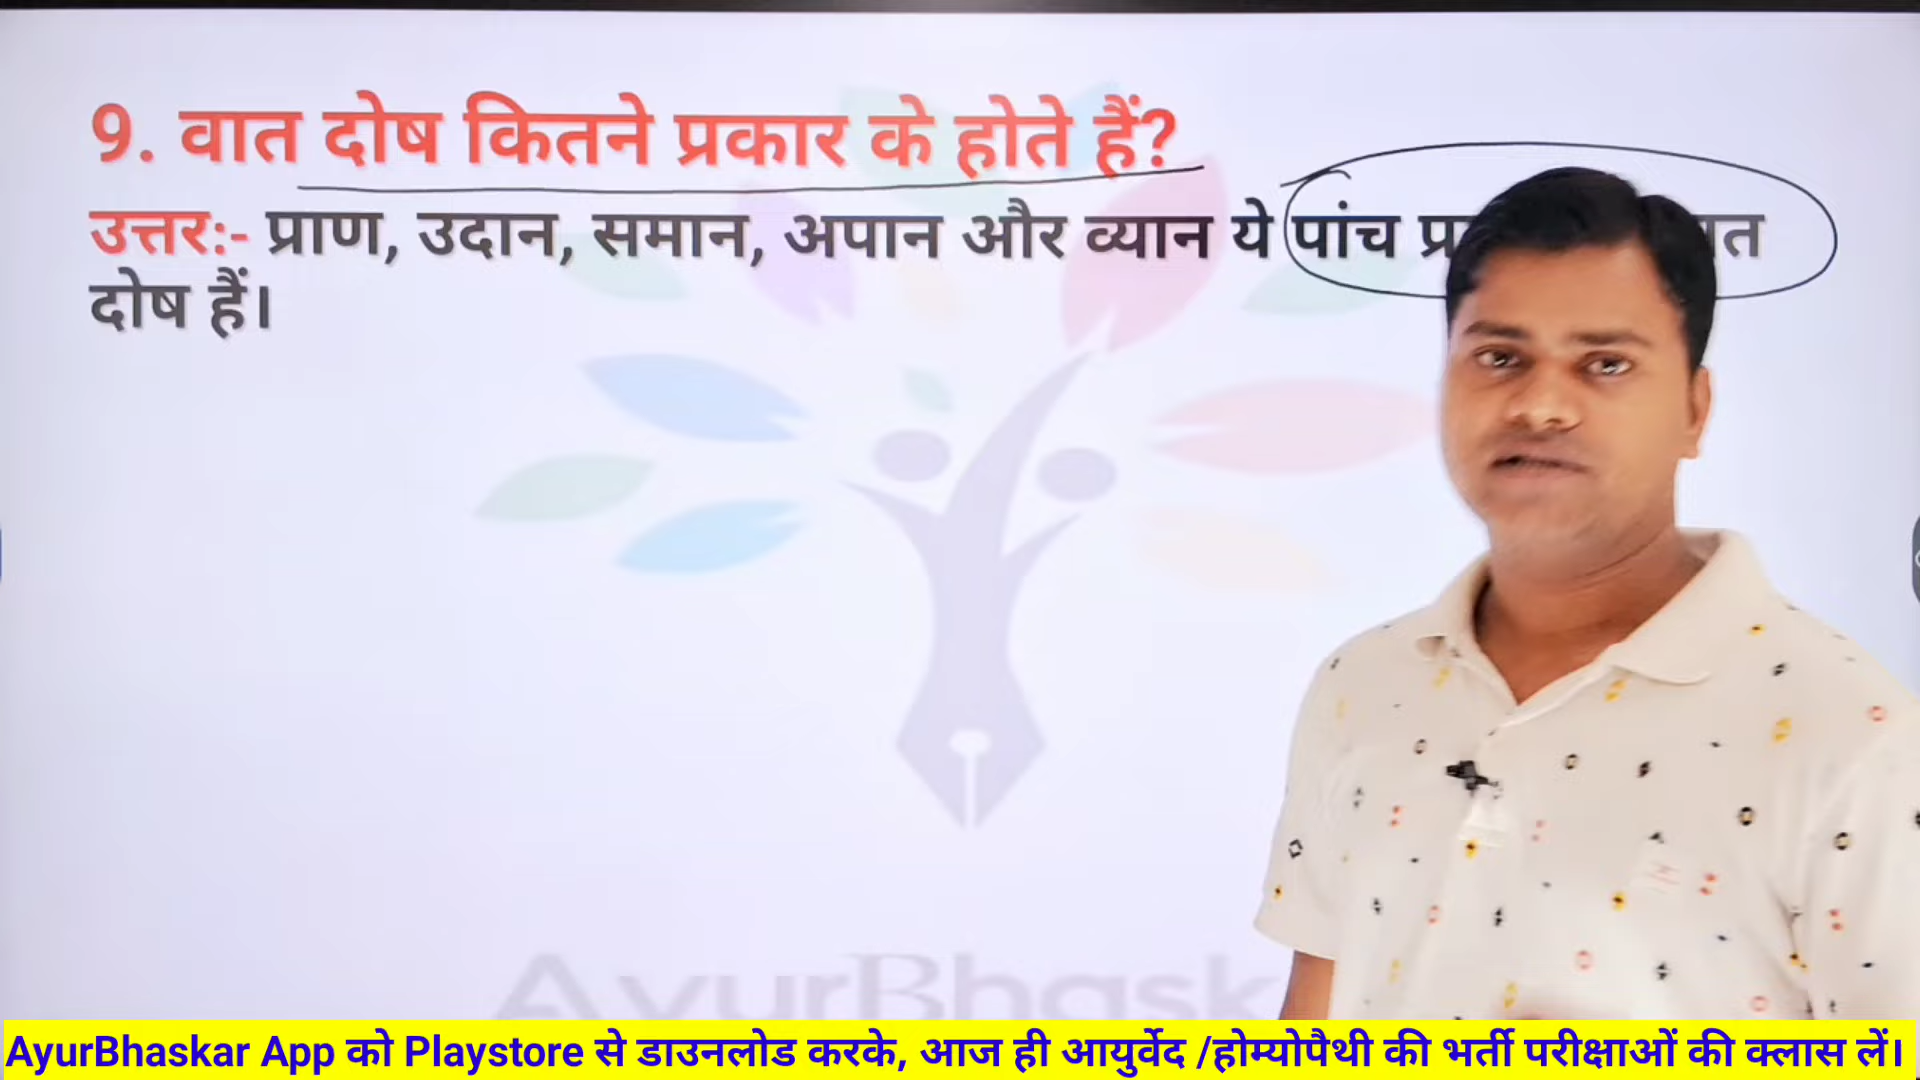 9. वात दोष कितने प्रकार के होते हैं?
उत्तर:- प्राण, उदान, समान, अपान और व्यान ये पांच
दोष हैं।
AyurBhask
AyurBhaskar App को Playstore से डाउनलोड करके, आज ही आयुर्वेद /होम्योपैथी की भर्ती परीक्षाओं की क्लास लें।